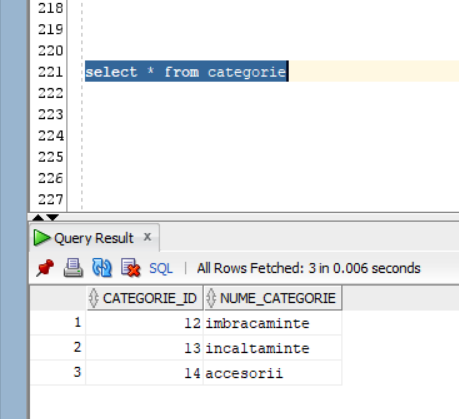 218
219
220
221 select * from categorie
222
223
224
225
226
227
Query Result x
SQL | All Rows Fetched: 3 in 0.006 seconds
CATEGORIE_ID NUME_CATEGORIE
1 12 imbracaminte
2 13 incaltaminte
3 14 accesorii